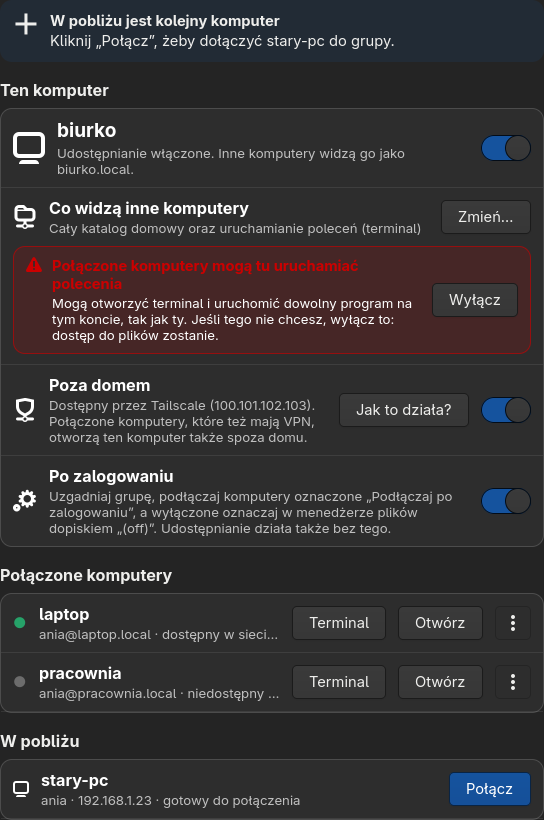 W pobliżu jest kolejny komputer
Kliknij „Połącz”, żeby dołączyć stary-pc do grupy.
Ten komputer
biurko
Udostępnianie włączone. Inne komputery widzą go jako
biurko.local.
Co widzą inne komputery
Cały katalog domowy oraz uruchamianie poleceń (terminal)
Zmień...
Połączone komputery mogą tu uruchamiać
polecenia
Mogą otworzyć terminal i uruchomić dowolny program na
tym koncie, tak jak ty. Jeśli tego nie chcesz, wyłącz to:
dostęp do plików zostanie.
Wyłącz
Poza domem
Dostępny przez Tailscale (100.101.102.103).
Połączone komputery, które też mają VPN,
otworzą ten komputer także spoza domu.
Jak to działa?
Po zalogowaniu
Uzgadniaj grupę, podłączaj komputery oznaczone „Podłączaj po
zalogowaniu”, a wyłączone oznaczaj w menedżerze plików
dopiskiem „(off)”. Udostępnianie działa także bez tego.
Połączone komputery
laptop
ania@laptop.local · dostępny w sieci...
Terminal
Otwórz
pracownia
ania@pracownia.local · niedostępny ...
Terminal
Otwórz
W pobliżu
stary-pc
ania · 192.168.1.23 · gotowy do połączenia
Połącz